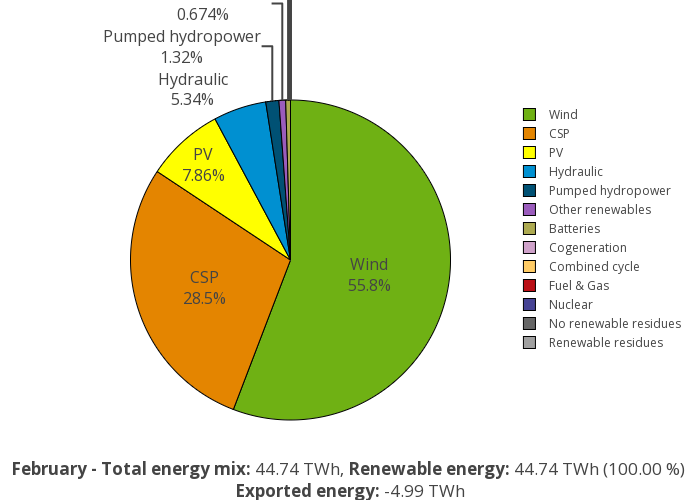 0.674%
Pumped hydropower
1.32%
Hydraulic
5.34%
PV
7.86%
CSP
28.5%
Wind
55.8%
Wind
CSP
PV
Hydraulic
Pumped hydropower
Other renewables
Batteries
Cogeneration
Combined cycle
Fuel & Gas
Nuclear
No renewable residues
Renewable residues
February - Total energy mix: 44.74 TWh, Renewable energy: 44.74 TWh (100.00 %)
Exported energy: -4.99 TWh